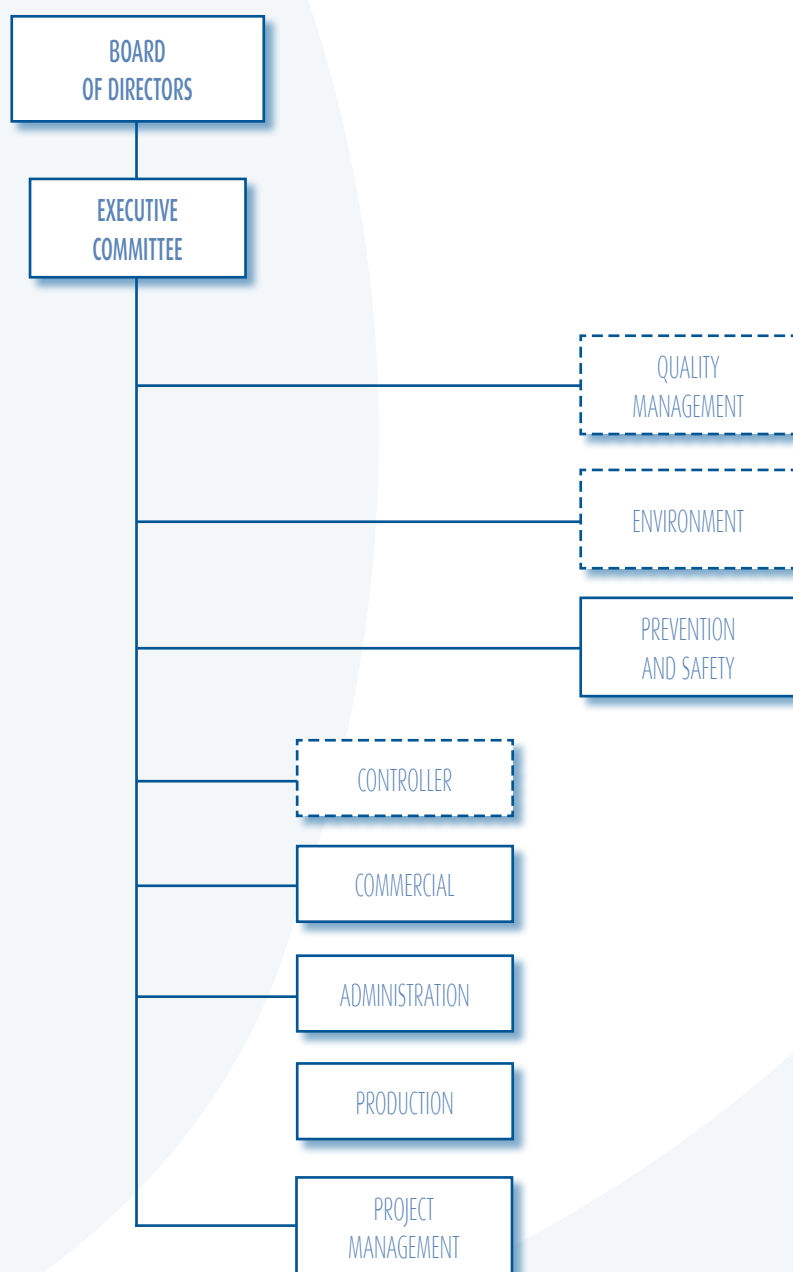 BOARD
OF DIRECTORS
EXECUTIVE
COMMITTEE
QUALITY
MANAGEMENT
ENVIRONMENT
PREVENTION
AND SAFETY
CONTROLLER
COMMERCIAL
ADMINISTRATION
PRODUCTION
PROJECT
MANAGEMENT